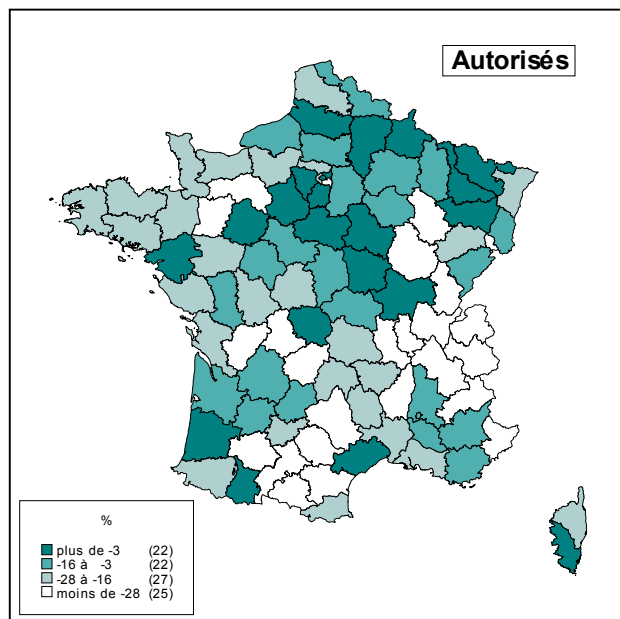 Autorisés
%
plus de -3 (22)
-16 à -3 (22)
-28 à -16 (27)
moins de -28 (25)